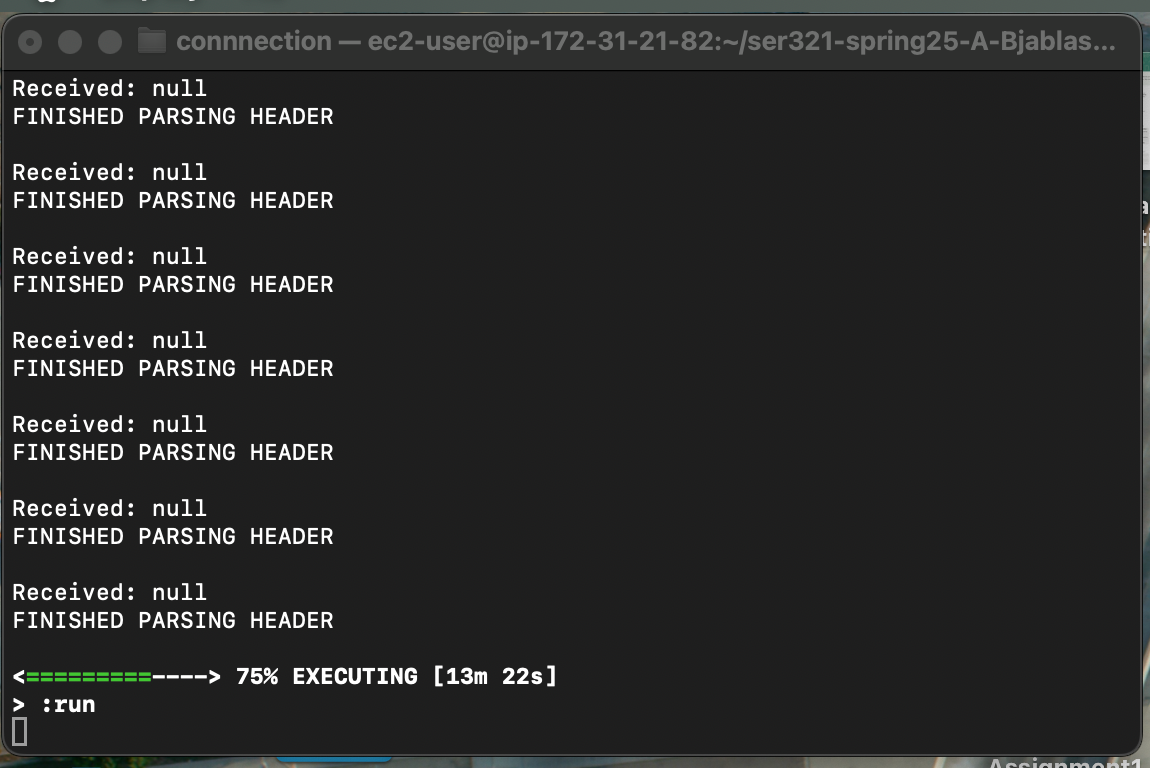 connnection — ec2-user@ip-172-31-21-82:~/ser321-spring25-A-Bjablas...
Received: null
FINISHED PARSING HEADER
Received: null
FINISHED PARSING HEADER
Received: null
FINISHED PARSING HEADER
Received: null
FINISHED PARSING HEADER
Received: null
FINISHED PARSING HEADER
Received: null
FINISHED PARSING HEADER
Received: null
FINISHED PARSING HEADER
<=========----> 75% EXECUTING [13m 22s]
> :run
Assignment1